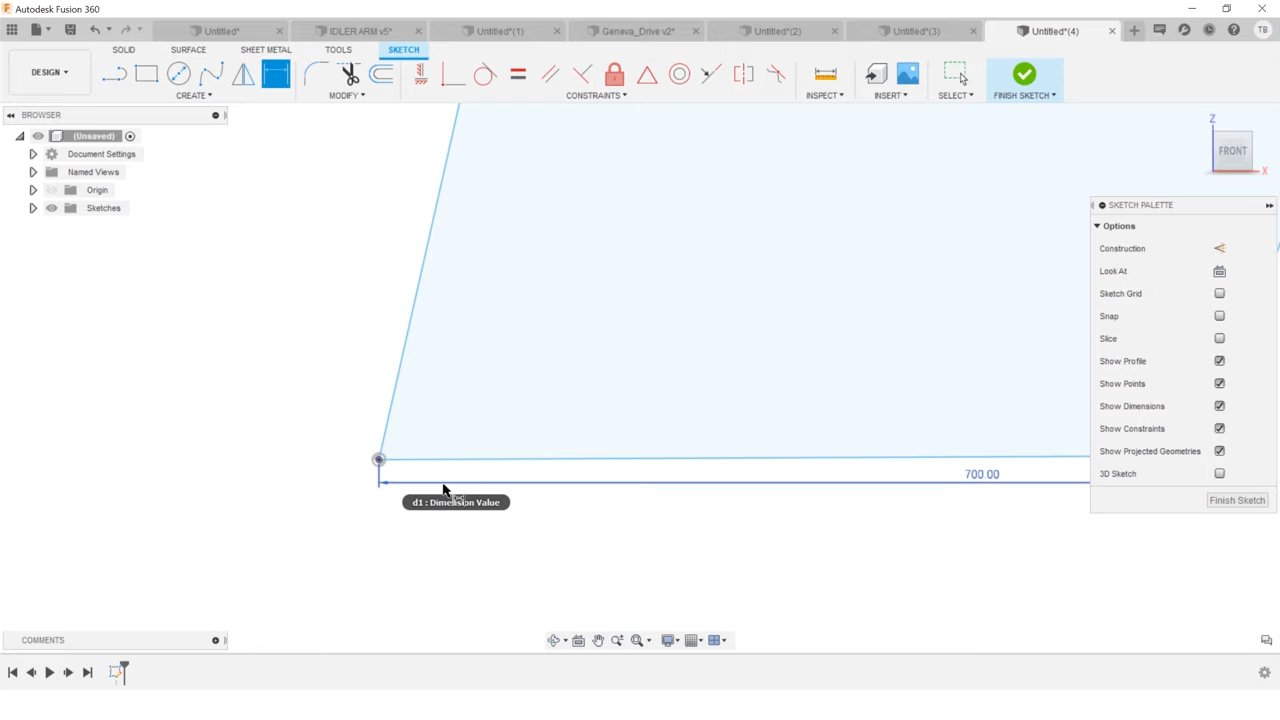 Autodesk Fusion 360
Untitled*
IDLER ARM v5*
Untitled*(1)
Geneva_Drive v2*
Untitled*(2)
Untitled*(3)
Untitled*(4)
TB
SOLID
SURFACE
SHEET METAL
TOOLS
SKETCH
DESIGN
CREATE
MODIFY
CONSTRAINTS
INSPECT
INSERT
SELECT
FINISH SKETCH
BROWSER
(Unsaved)
Document Settings
Named Views
Origin
Sketches
Z
FRONT
X
SKETCH PALETTE
Options
Construction
Look At
Sketch Grid
Snap
Slice
Show Profile
Show Points
Show Dimensions
Show Constraints
Show Projected Geometries
3D Sketch
Finish Sketch
700.00
d1 : Dimension Value
COMMENTS